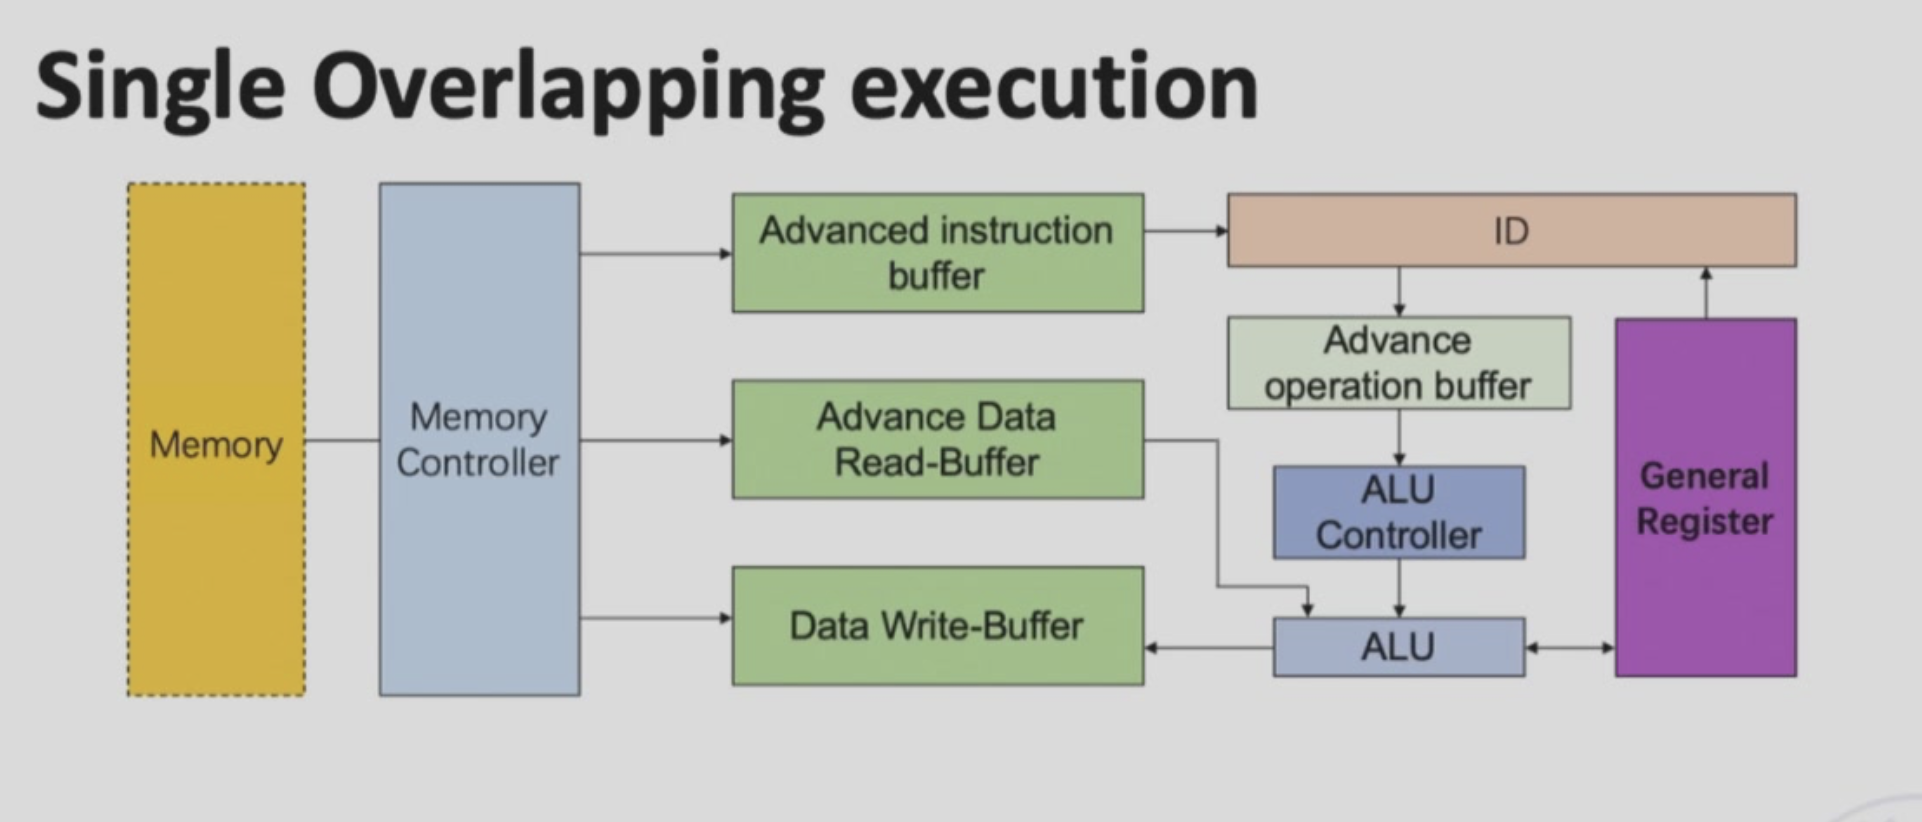 Single Overlapping execution
Advanced instruction
buffer
ID
Advance
operation buffer
Memory
Memory
Controller
Advance Data
Read-Buffer
ALU
Controller
General
Register
Data Write-Buffer
ALU